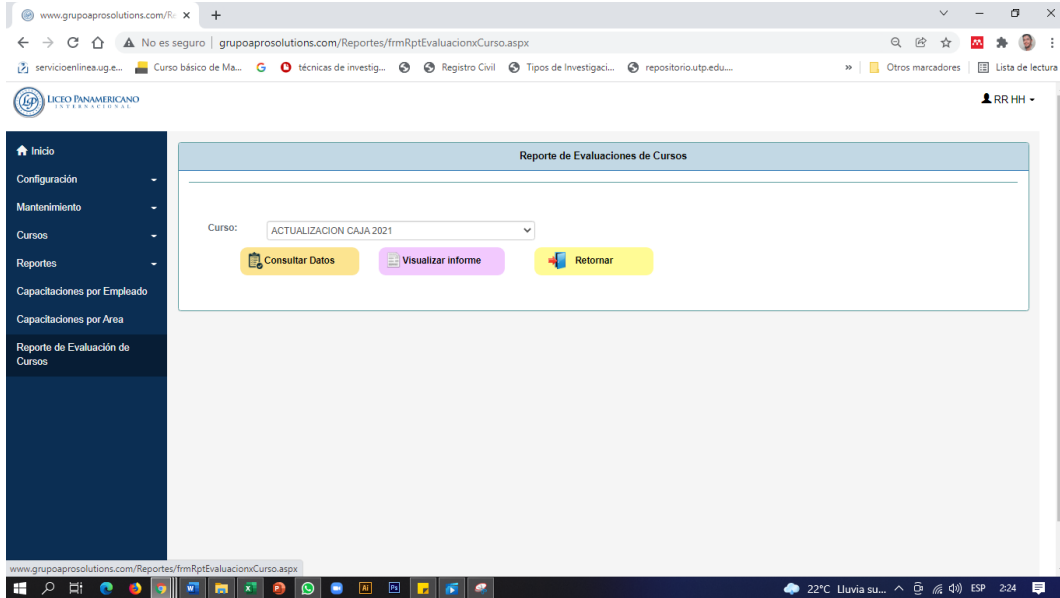 www.grupoaprosolutions.com/R
No es seguro grupoaprosolutions.com/Reportes/frmRptEvaluacionxCurso.aspx
servicioenlinea.ug.e... Curso básico de Ma... técnicas de investig... Registro Civil Tipos de Investigaci... repositorio.utp.edu.... » Otros marcadores Lista de lectura
LICEO PANAMERICANO
INTERNACIONAL
RR HH
Inicio
Configuración
Mantenimiento
Cursos
Reportes
Capacitaciones por Empleado
Capacitaciones por Area
Reporte de Evaluación de
Cursos
Reporte de Evaluaciones de Cursos
Curso: ACTUALIZACION CAJA 2021
Consultar Datos Visualizar informe Retornar
www.grupoaprosolutions.com/Reportes/frmRptEvaluacionxCurso.aspx
22°C Lluvia su... ESP 2:24